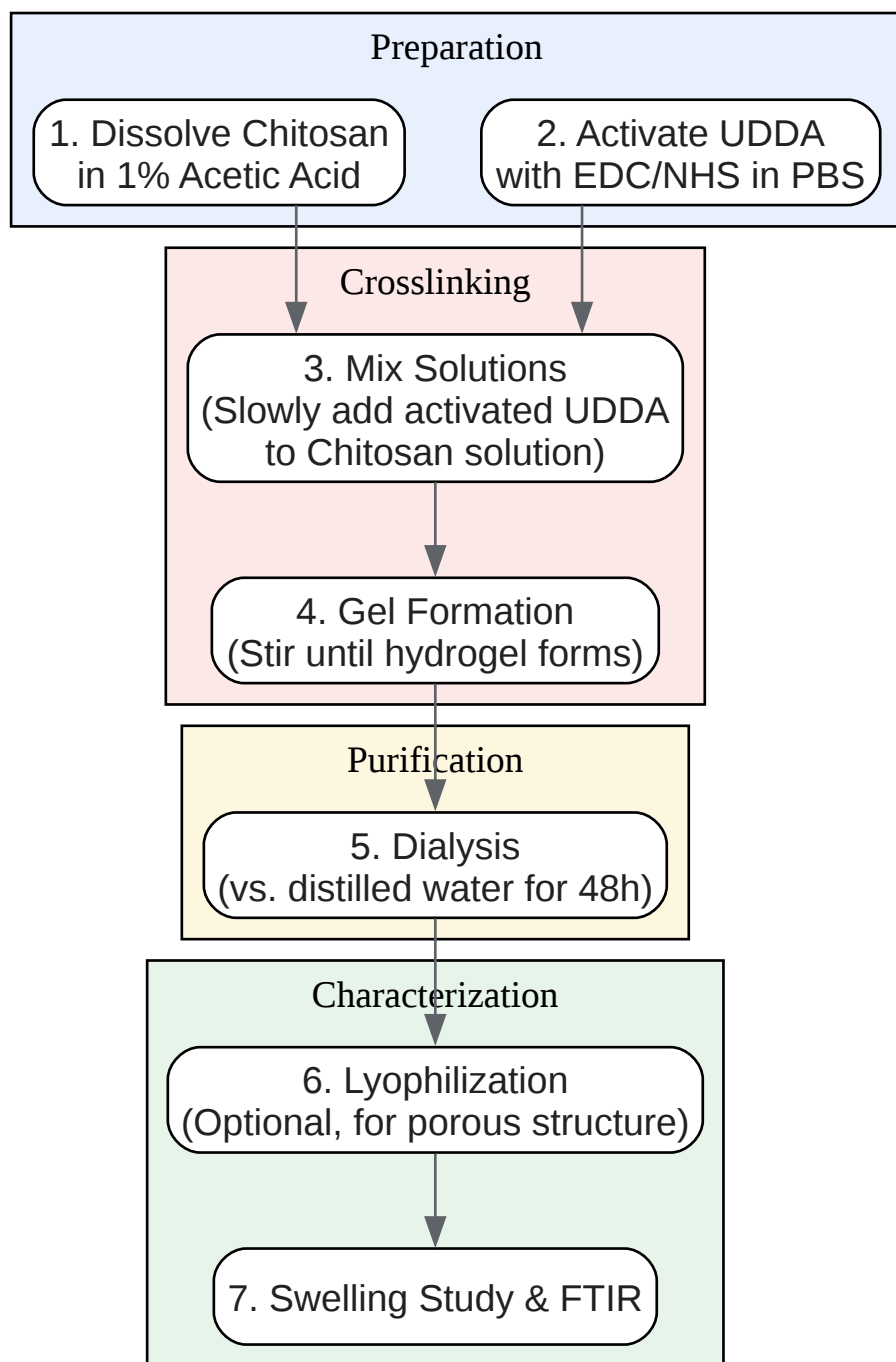 Preparation
1. Dissolve Chitosan
in 1% Acetic Acid
2. Activate UDDA
with EDC/NHS in PBS
Crosslinking
3. Mix Solutions
(Slowly add activated UDDA
to Chitosan solution)
4. Gel Formation
(Stir until hydrogel forms)
Purification
5. Dialysis
(vs. distilled water for 48h)
Characterization
6. Lyophilization
(Optional, for porous structure)
7. Swelling Study & FTIR